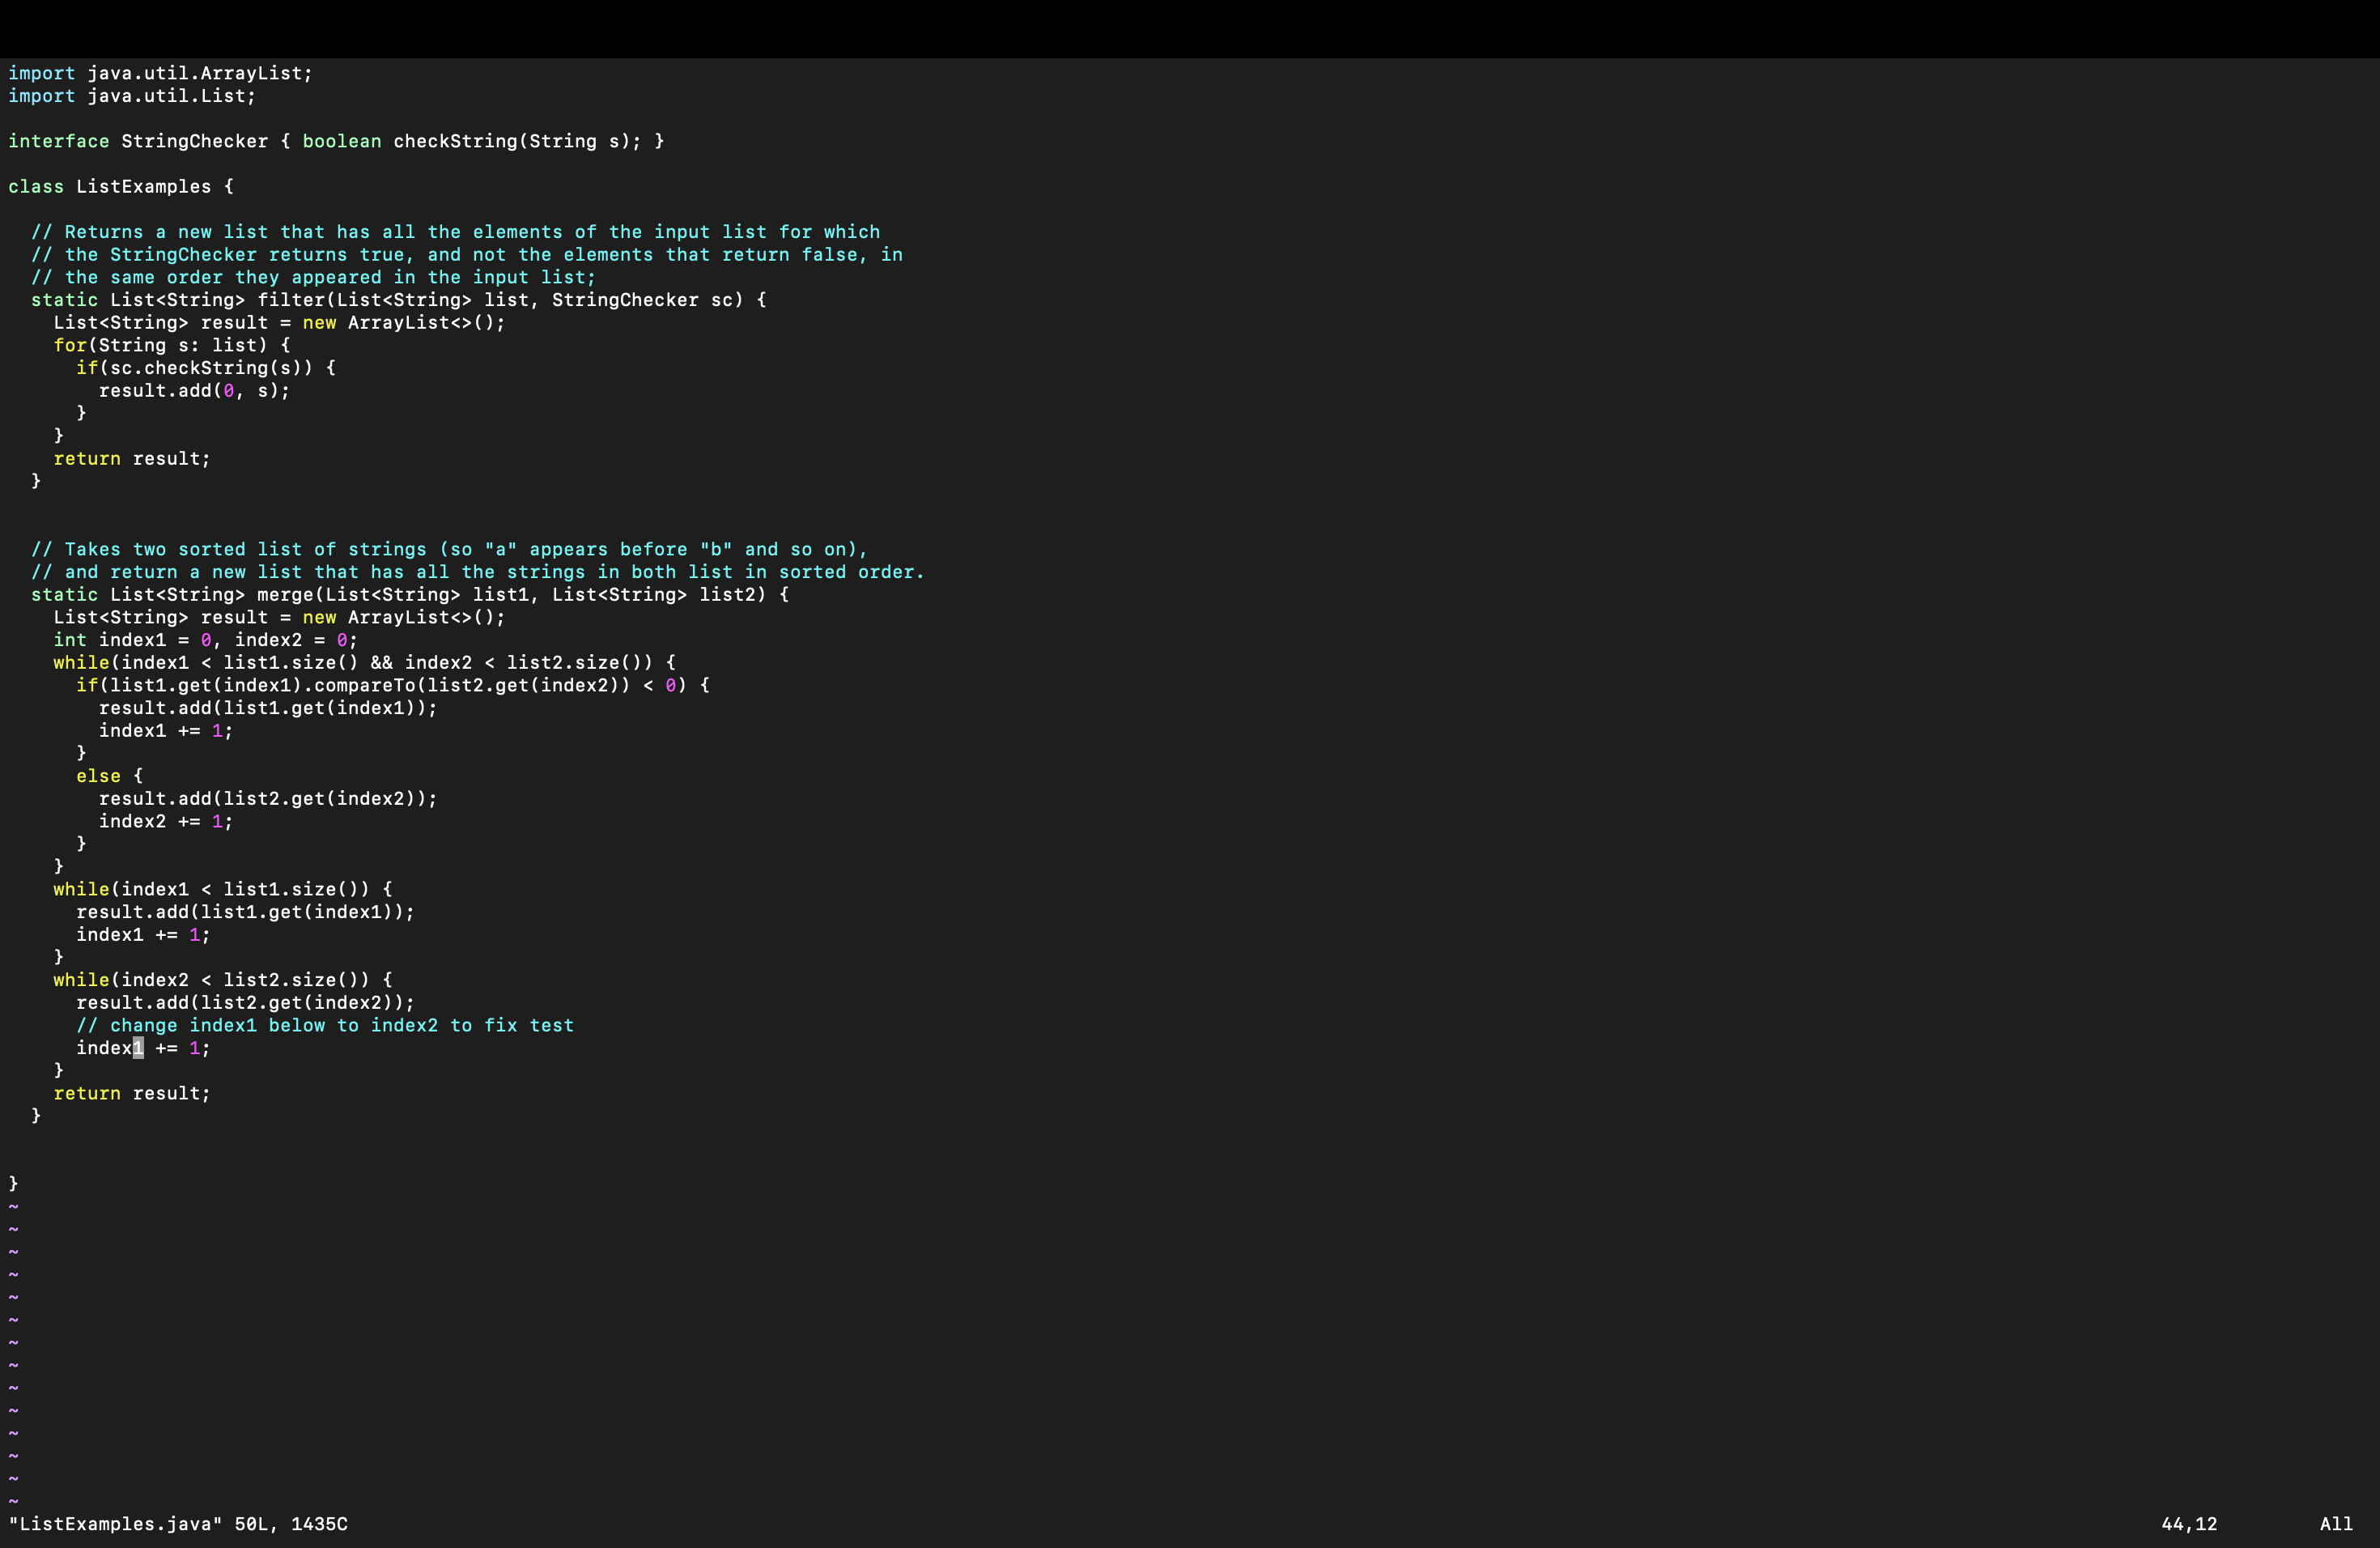 import java.util.ArrayList;
import java.util.List;

interface StringChecker { boolean checkString(String s); }

class ListExamples {

  // Returns a new list that has all the elements of the input list for which
  // the StringChecker returns true, and not the elements that return false, in
  // the same order they appeared in the input list;
  static List<String> filter(List<String> list, StringChecker sc) {
    List<String> result = new ArrayList<>();
    for(String s: list) {
      if(sc.checkString(s)) {
        result.add(0, s);
      }
    }
    return result;
  }


  // Takes two sorted list of strings (so "a" appears before "b" and so on),
  // and return a new list that has all the strings in both list in sorted order.
  static List<String> merge(List<String> list1, List<String> list2) {
    List<String> result = new ArrayList<>();
    int index1 = 0, index2 = 0;
    while(index1 < list1.size() && index2 < list2.size()) {
      if(list1.get(index1).compareTo(list2.get(index2)) < 0) {
        result.add(list1.get(index1));
        index1 += 1;
      }
      else {
        result.add(list2.get(index2));
        index2 += 1;
      }
    }
    while(index1 < list1.size()) {
      result.add(list1.get(index1));
      index1 += 1;
    }
    while(index2 < list2.size()) {
      result.add(list2.get(index2));
      // change index1 below to index2 to fix test
      index1 += 1;
    }
    return result;
  }


}
~
~
~
~
~
~
~
~
~
~
~
~
~
~
"ListExamples.java" 50L, 1435C 44,12 All